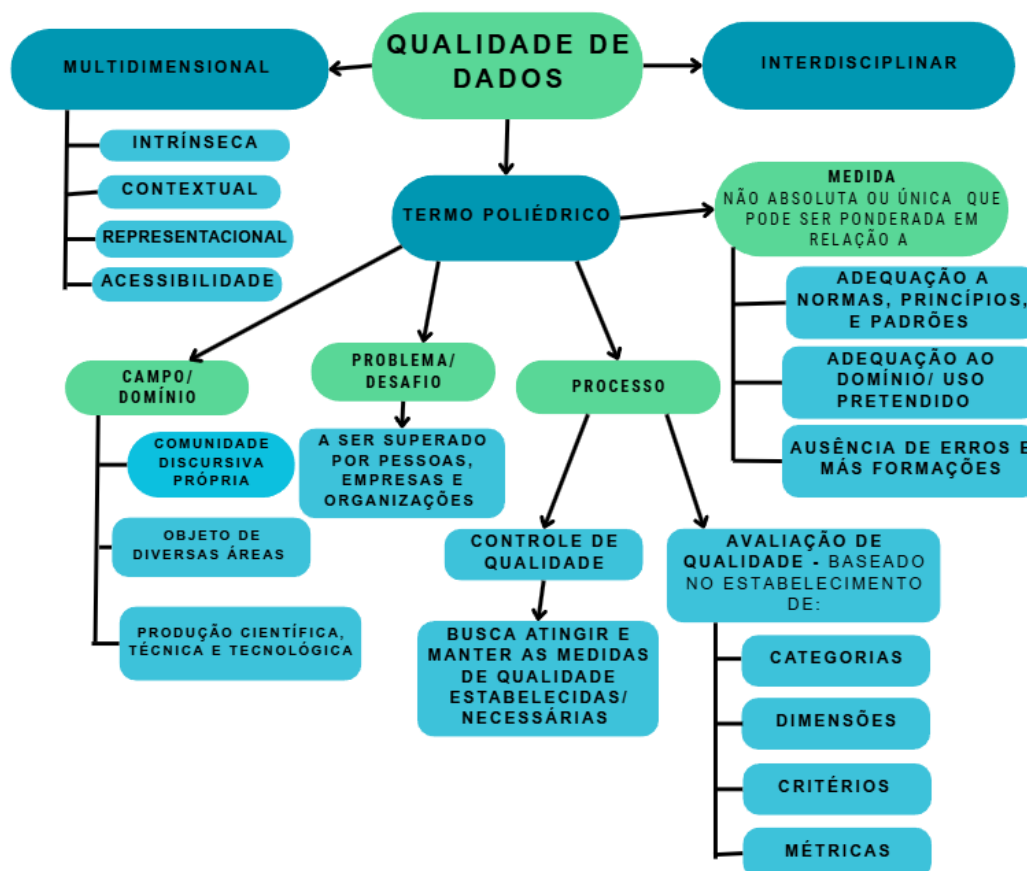 QUALIDADE DE
DADOS
MULTIDIMENSIONAL
INTERDISCIPLINAR
INTRÍNSECA
CONTEXTUAL
REPRESENTACIONAL
ACESSIBILIDADE
TERMO POLIÉDRICO
MEDIDA
NÃO ABSOLUTA OU ÚNICA QUE
PODE SER PONDERADA EM
RELAÇÃO A
ADEQUAÇÃO A
NORMAS, PRINCÍPIOS,
E PADRÕES
ADEQUAÇÃO AO
DOMÍNIO/ USO
PRETENDIDO
AUSÊNCIA DE ERROS E
MÁS FORMAÇÕES
CAMPO/
DOMÍNIO
COMUNIDADE
DISCURSIVA
PRÓPRIA
OBJETO DE
DIVERSAS ÁREAS
PRODUÇÃO CIENTÍFICA,
TÉCNICA E TECNOLÓGICA
PROBLEMA/
DESAFIO
A SER SUPERADO
POR PESSOAS,
EMPRESAS E
ORGANIZAÇÕES
PROCESSO
CONTROLE DE
QUALIDADE
BUSCA ATINGIR E
MANTER AS MEDIDAS
DE QUALIDADE
ESTABELECIDAS/
NECESSÁRIAS
AVALIAÇÃO DE
QUALIDADE - BASEADO
NO ESTABELECIMENTO
DE:
CATEGORIAS
DIMENSÕES
CRITÉRIOS
MÉTRICAS